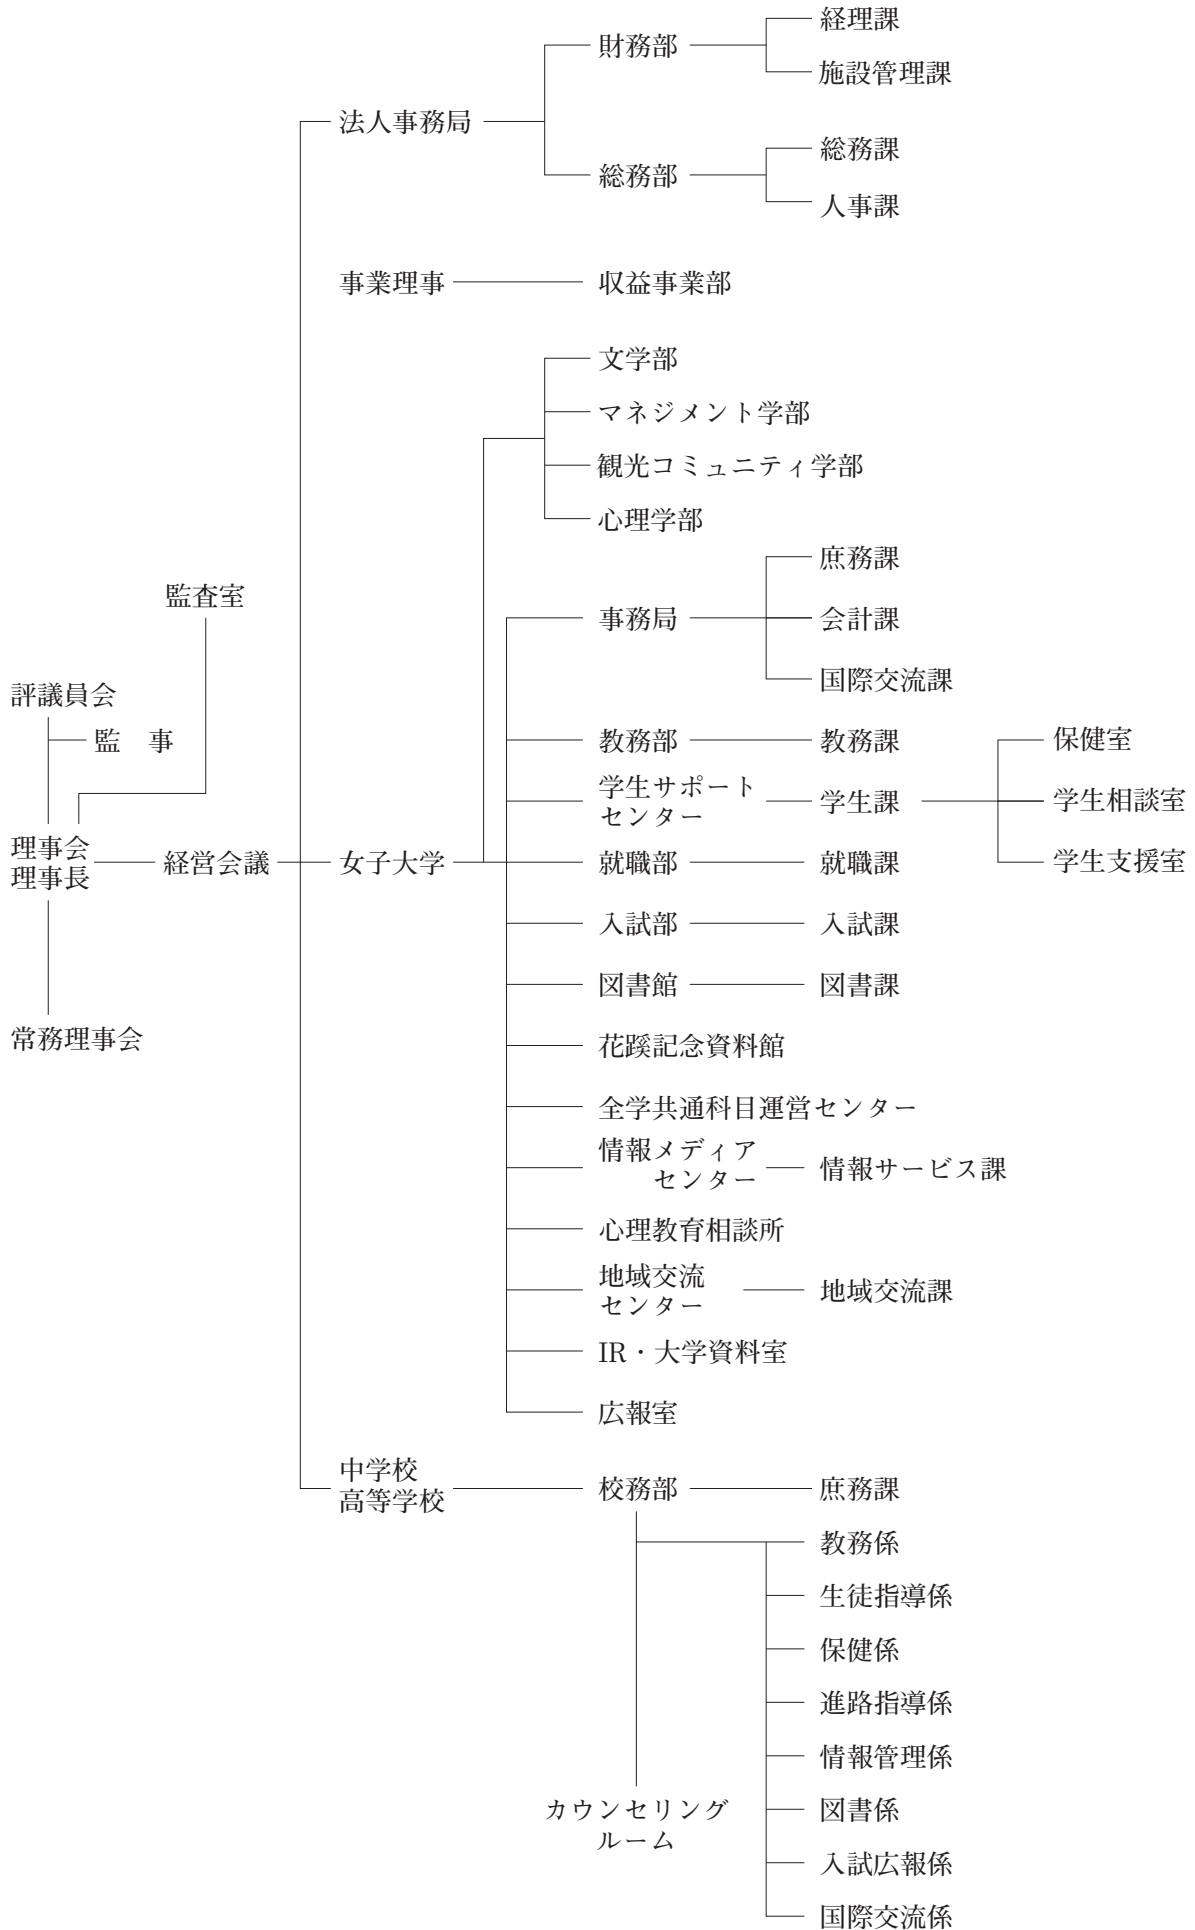 経理課
財務部
施設管理課
法人事務局
総務課
総務部
人事課
事業理事
収益事業部
文学部
マネジメント学部
観光コミュニティ学部
心理学部
庶務課
監査室
事務局
会計課
国際交流課
評議員会
監　事
教務部
教務課
保健室
学生サポート
センター
学生課
学生相談室
理事会
理事長
経営会議
女子大学
就職部
就職課
学生支援室
入試部
入試課
図書館
図書課
常務理事会
花蹊記念資料館
全学共通科目運営センター
情報メディア
センター
情報サービス課
心理教育相談所
地域交流
センター
地域交流課
IR・大学資料室
広報室
中学校
高等学校
校務部
庶務課
教務係
生徒指導係
保健係
進路指導係
情報管理係
カウンセリング
ルーム
図書係
入試広報係
国際交流係